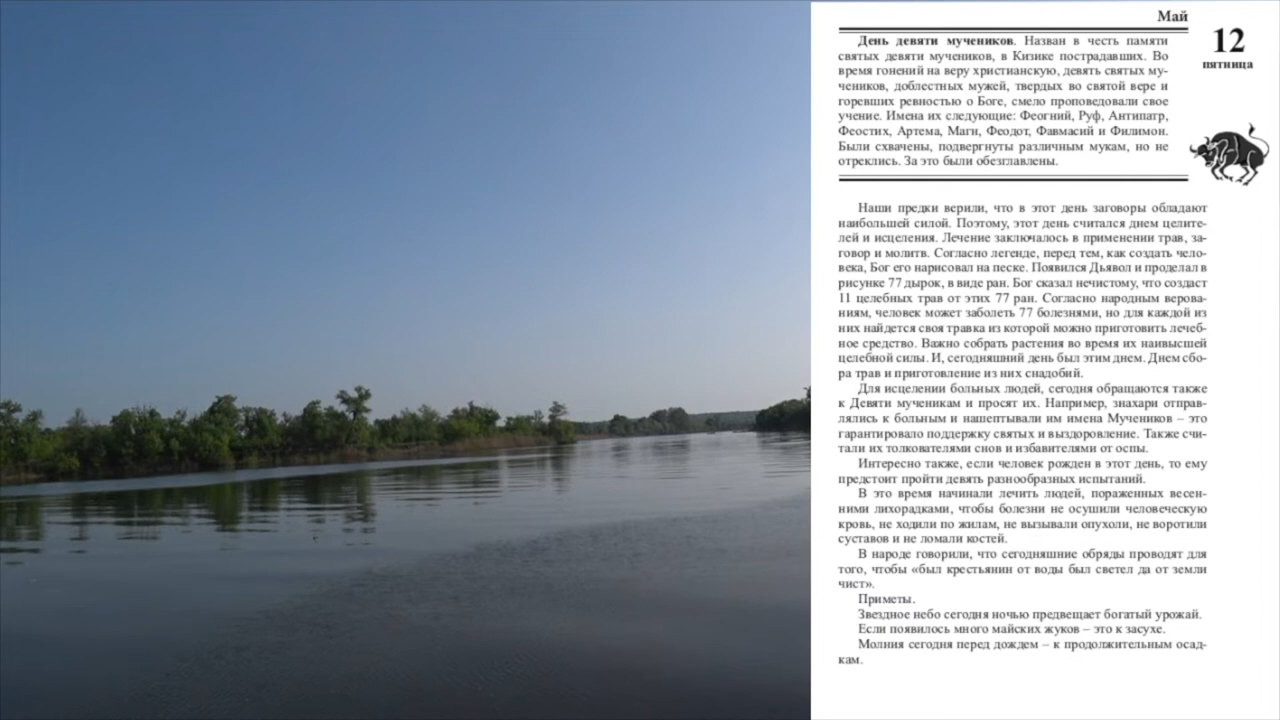 Май
12
пятница
День девяти мучеников. Назван в честь памяти
святых девяти мучеников, в Кизике пострадавших. Во
время гонений на веру христианскую, девять святых му-
чеников, доблестных мужей, твердых во святой вере и
горевших ревностью о Боге, смело проповедовали свое
учение. Имена их следующие: Феогний, Руф, Антипатр,
Феостих, Артема, Магн, Феодот, Фавмасий и Филимон.
Были схвачены, подвергнуты различным мукам, но не
отреклись. За это были обезглавлены.
Наши предки верили, что в этот день заговоры обладают
наибольшей силой. Поэтому, этот день считался днем целите-
лей и исцеления. Лечение заключалось в применении трав, за-
говор и молитв. Согласно легенде, перед тем, как создать чело-
века, Бог его нарисовал на песке. Появился Дьявол и проделал в
рисунке 77 дырок, в виде ран. Бог сказал нечистому, что создаст
11 целебных трав от этих 77 ран. Согласно народным верова-
ниям, человек может заболеть 77 болезнями, но для каждой из
них найдется своя травка из которой можно приготовить лечеб-
ное средство. Важно собрать растения во время их наивысшей
целебной силы. И, сегодняшний день был этим днем. Днем сбо-
ра трав и приготовление из них снадобий.
Для исцелении больных людей, сегодня обращаются также
к Девяти мученикам и просят их. Например, знахари отправ-
лялись к больным и нашептывали им имена Мучеников – это
гарантировало поддержку святых и выздоровление. Также счи-
тали их толкователями снов и избавителями от оспы.
Интересно также, если человек рожден в этот день, то ему
предстоит пройти девять разнообразных испытаний.
В это время начинали лечить людей, пораженных весен-
ними лихорадками, чтобы болезни не осушили человеческую
кровь, не ходили по жилам, не вызывали опухоли, не воротили
суставов и не ломали костей.
В народе говорили, что сегодняшние обряды проводят для
того, чтобы «был крестьянин от воды был светел да от земли
чист».
Приметы.
Звездное небо сегодня ночью предвещает богатый урожай.
Если появилось много майских жуков – это к засухе.
Молния сегодня перед дождем – к продолжительным осад-
кам.